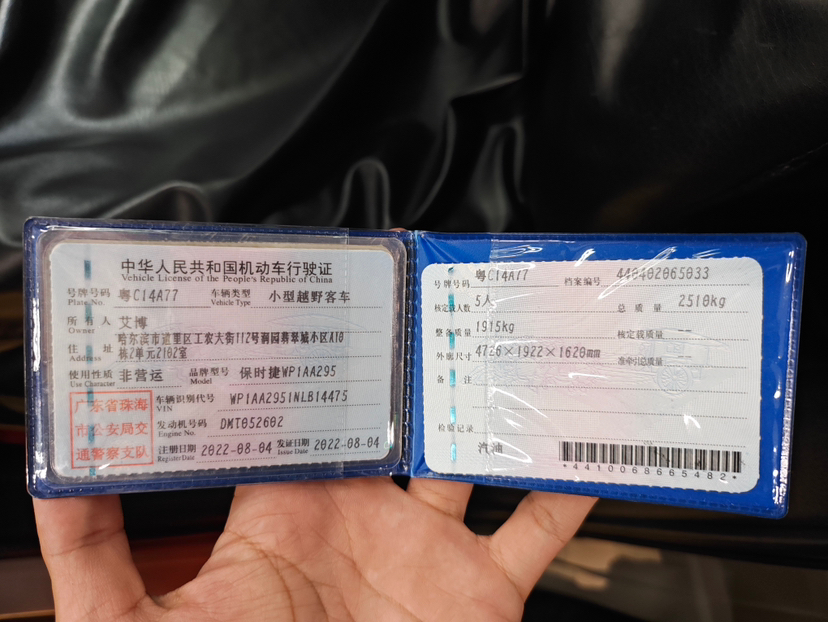 中华人民共和国机动车行驶证
Vehicle License of the People's Republic of China
号牌号码 粤C14A77 车辆类型 小型越野客车
Plate No. Vehicle Type
所有人 艾博
Owner
住址 哈尔滨市道里区工农大街112号澜园翡翠城小区A10
Address 栋2单元2102室
使用性质 非营运 品牌型号 保时捷WP1AA295
Use Character Model
广东省珠海
市公安局交
通警察支队
车辆识别代号 WP1AA2951NLB14475
VIN
发动机号码 DMT052602
Engine No.
注册日期 2022-08-04 发证日期 2022-08-04
Register Date Issue Date
号牌号码 粤C14A77 档案编号 440402065033
核定载人数 5人 总质量 2510kg
整备质量 1915kg 核定载质量 --
外廓尺寸 4726×1922×1620mm 准牵引总质量 --
备注
检验记录
汽油
*4410068665482*